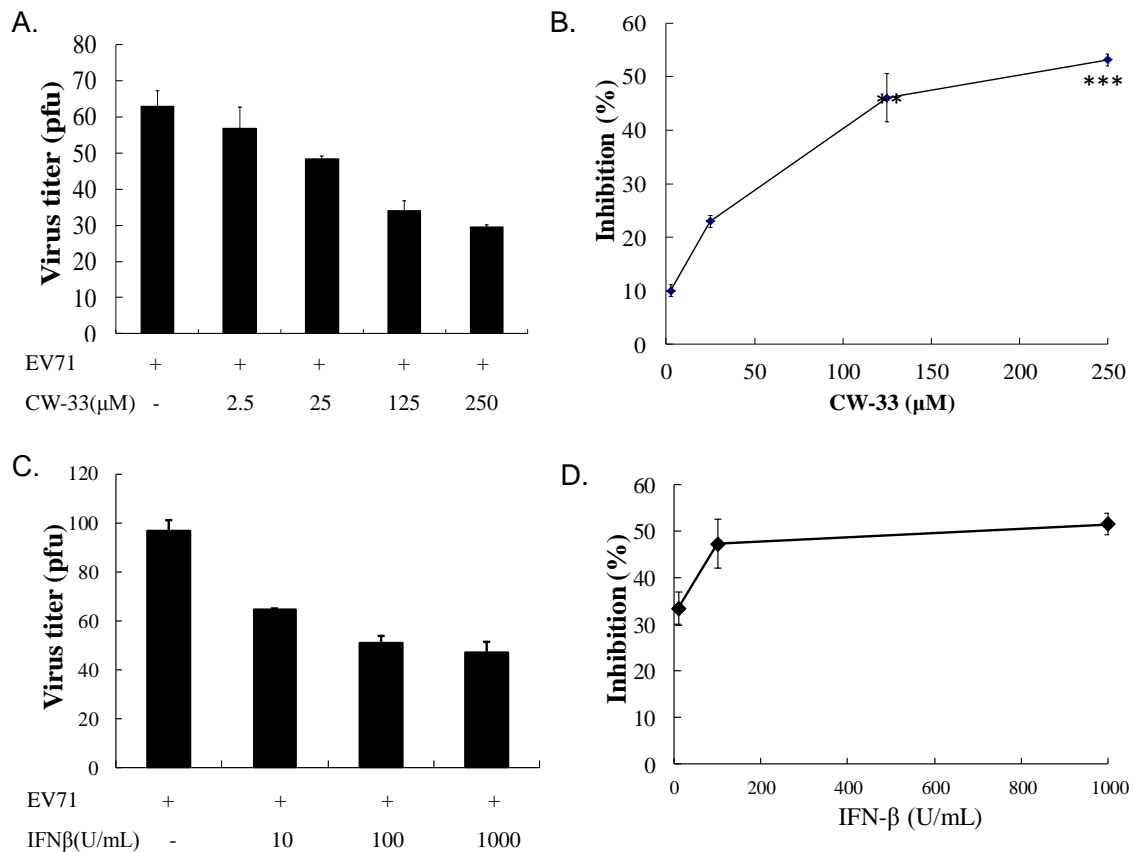 A.
Virus titer (pfu)
80
70
60
50
40
30
20
10
0
EV71 + + + + +
CW-33(μM) - 2.5 25 125 250
B.
Inhibition (%)
60
50
40
30
20
10
0
**
***
0 50 100 150 200 250
CW-33 (μM)
C.
Virus titer (pfu)
120
100
80
60
40
20
0
EV71 + + + +
IFNβ(U/mL) - 10 100 1000
D.
Inhibition (%)
60
50
40
30
20
10
0
0 200 400 600 800 1000
IFN-β (U/mL)